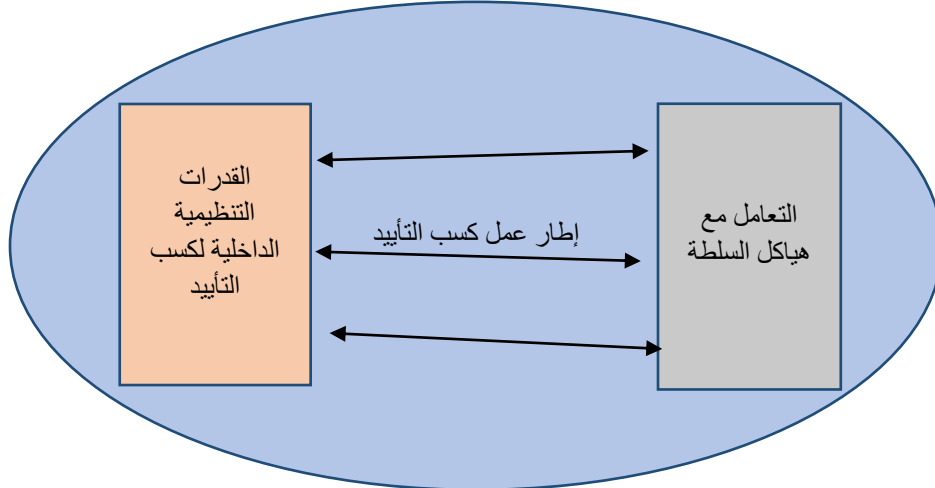 التعامل مع
هياكل السلطة
إطار عمل كسب التأييد
القدرات
التنظيمية
الداخلية لكسب
التأييد